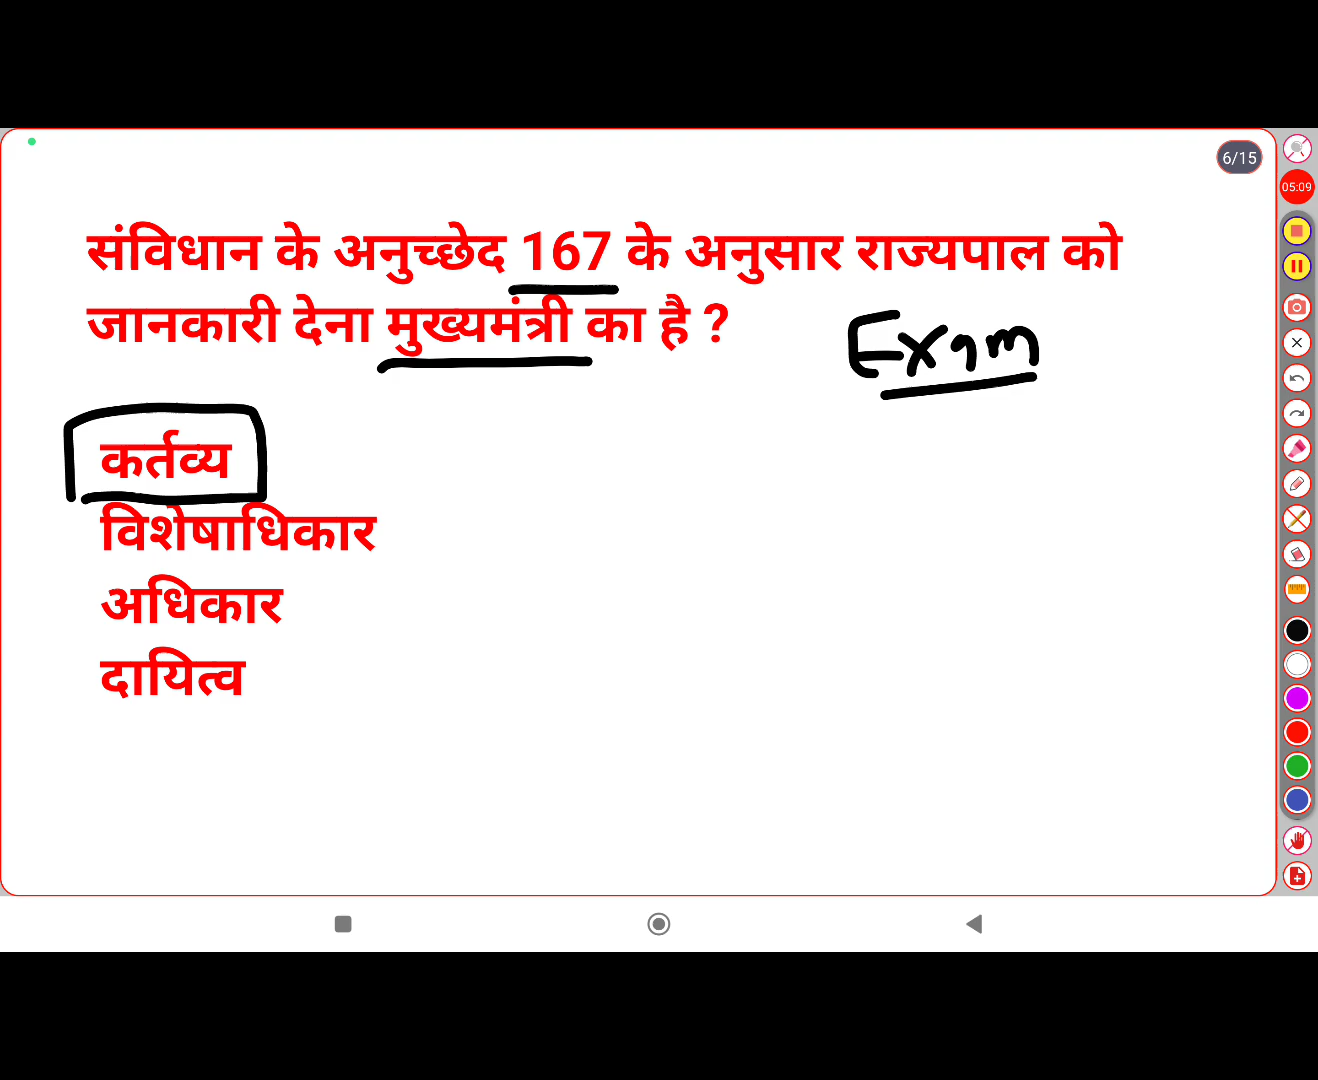 6/15
05:09
संविधान के अनुच्छेद 167 के अनुसार राज्यपाल को
जानकारी देना मुख्यमंत्री का है ?
Exam
कर्तव्य
विशेषाधिकार
अधिकार
दायित्व